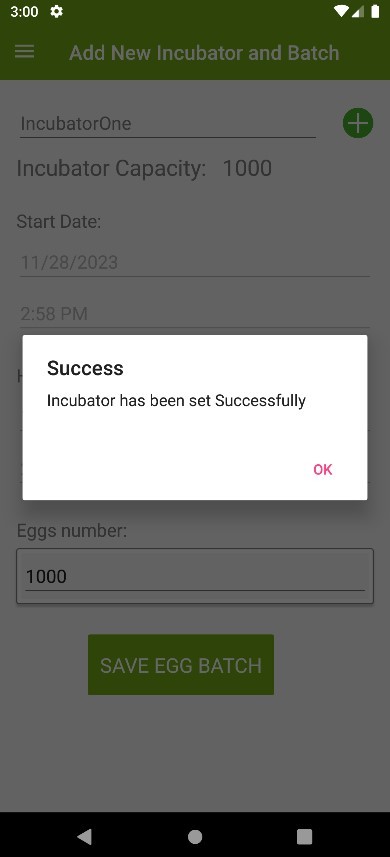 3:00
Add New Incubator and Batch
IncubatorOne
Incubator Capacity: 1000
Start Date:
11/28/2023
2:58 PM
Success
Incubator has been set Successfully
OK
Eggs number:
1000
SAVE EGG BATCH